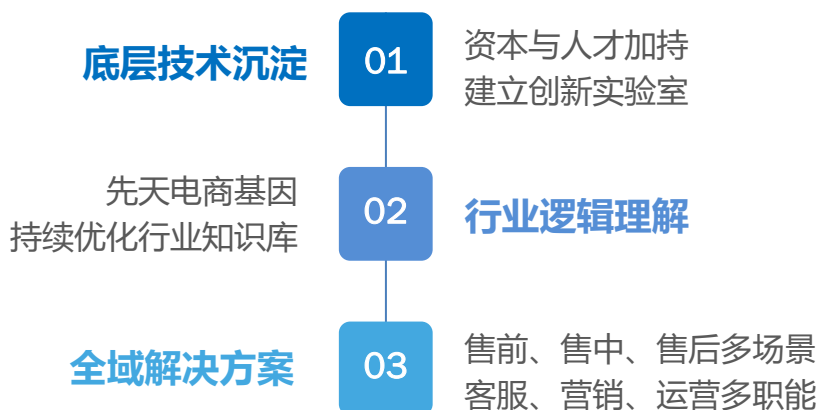 底层技术沉淀
01
资本与人才加持
建立创新实验室
先天电商基因
持续优化行业知识库
02
行业逻辑理解
全域解决方案
03
售前、售中、售后多场景
客服、营销、运营多职能